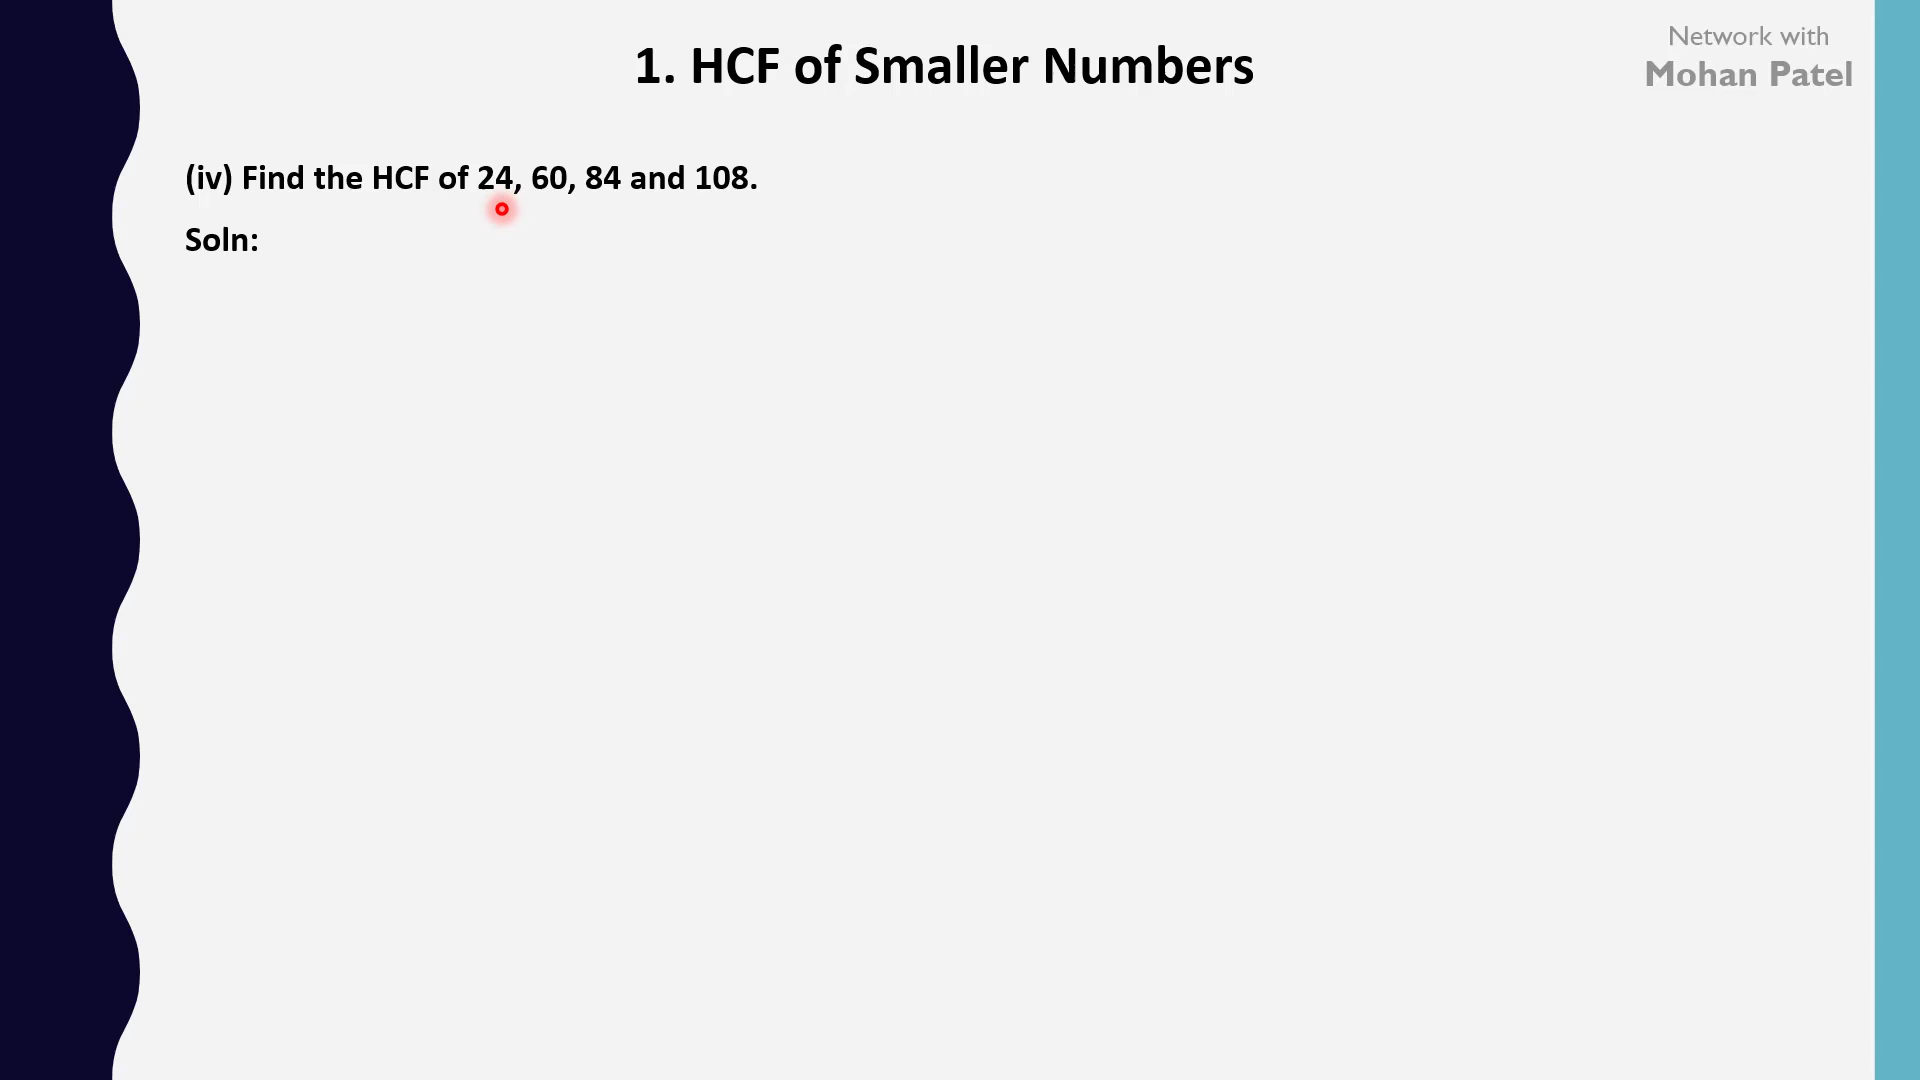 1. HCF of Smaller Numbers
Network with
Mohan Patel
(iv) Find the HCF of 24, 60, 84 and 108.
Soln: